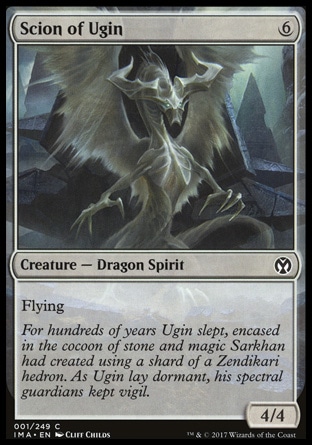 Scion of Ugin 6
Creature — Dragon Spirit
Flying
For hundreds of years Ugin slept, encased
in the cocoon of stone and magic Sarkhan
had created using a shard of a Zendikari
hedron. As Ugin lay dormant, his spectral
guardians kept vigil.
4/4
001/249 C
IMA • EN Cliff Childs
™ & © 2017 Wizards of the Coast